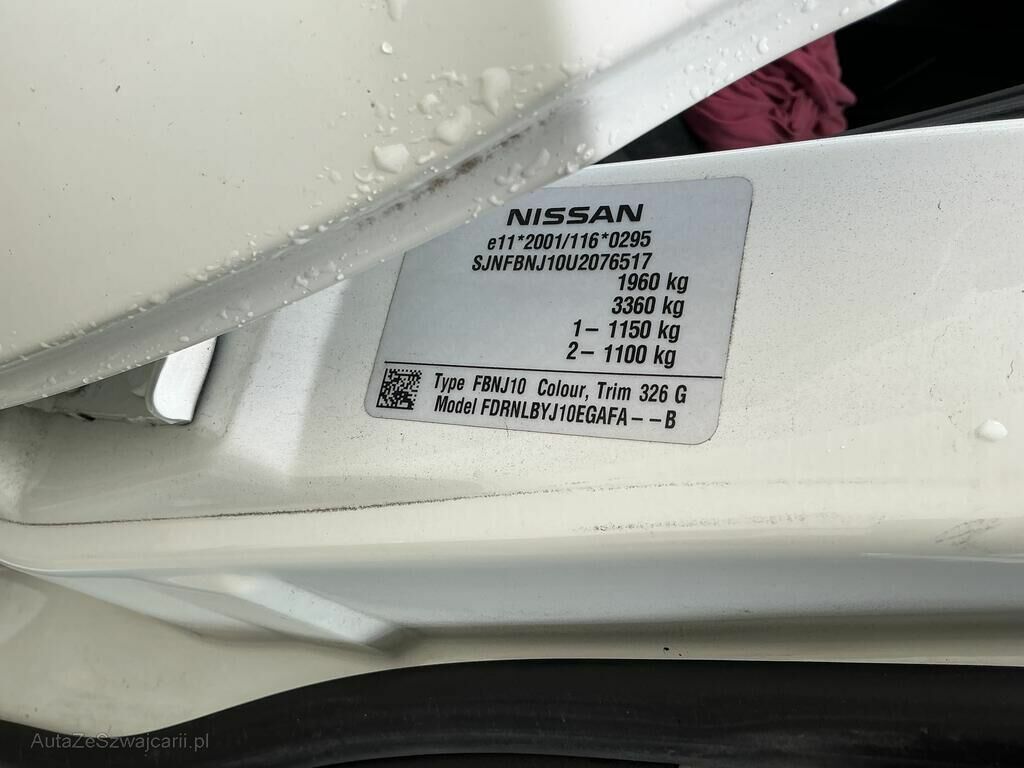 NISSAN
e11*2001/116*0295
SJNFBNJ10U2076517
1960 kg
3360 kg
1– 1150 kg
2– 1100 kg
Type FBNJ10 Colour, Trim 326 G
Model FDRNLBYJ10EGAFA– –B
AutaZeSzwajcarii.pl